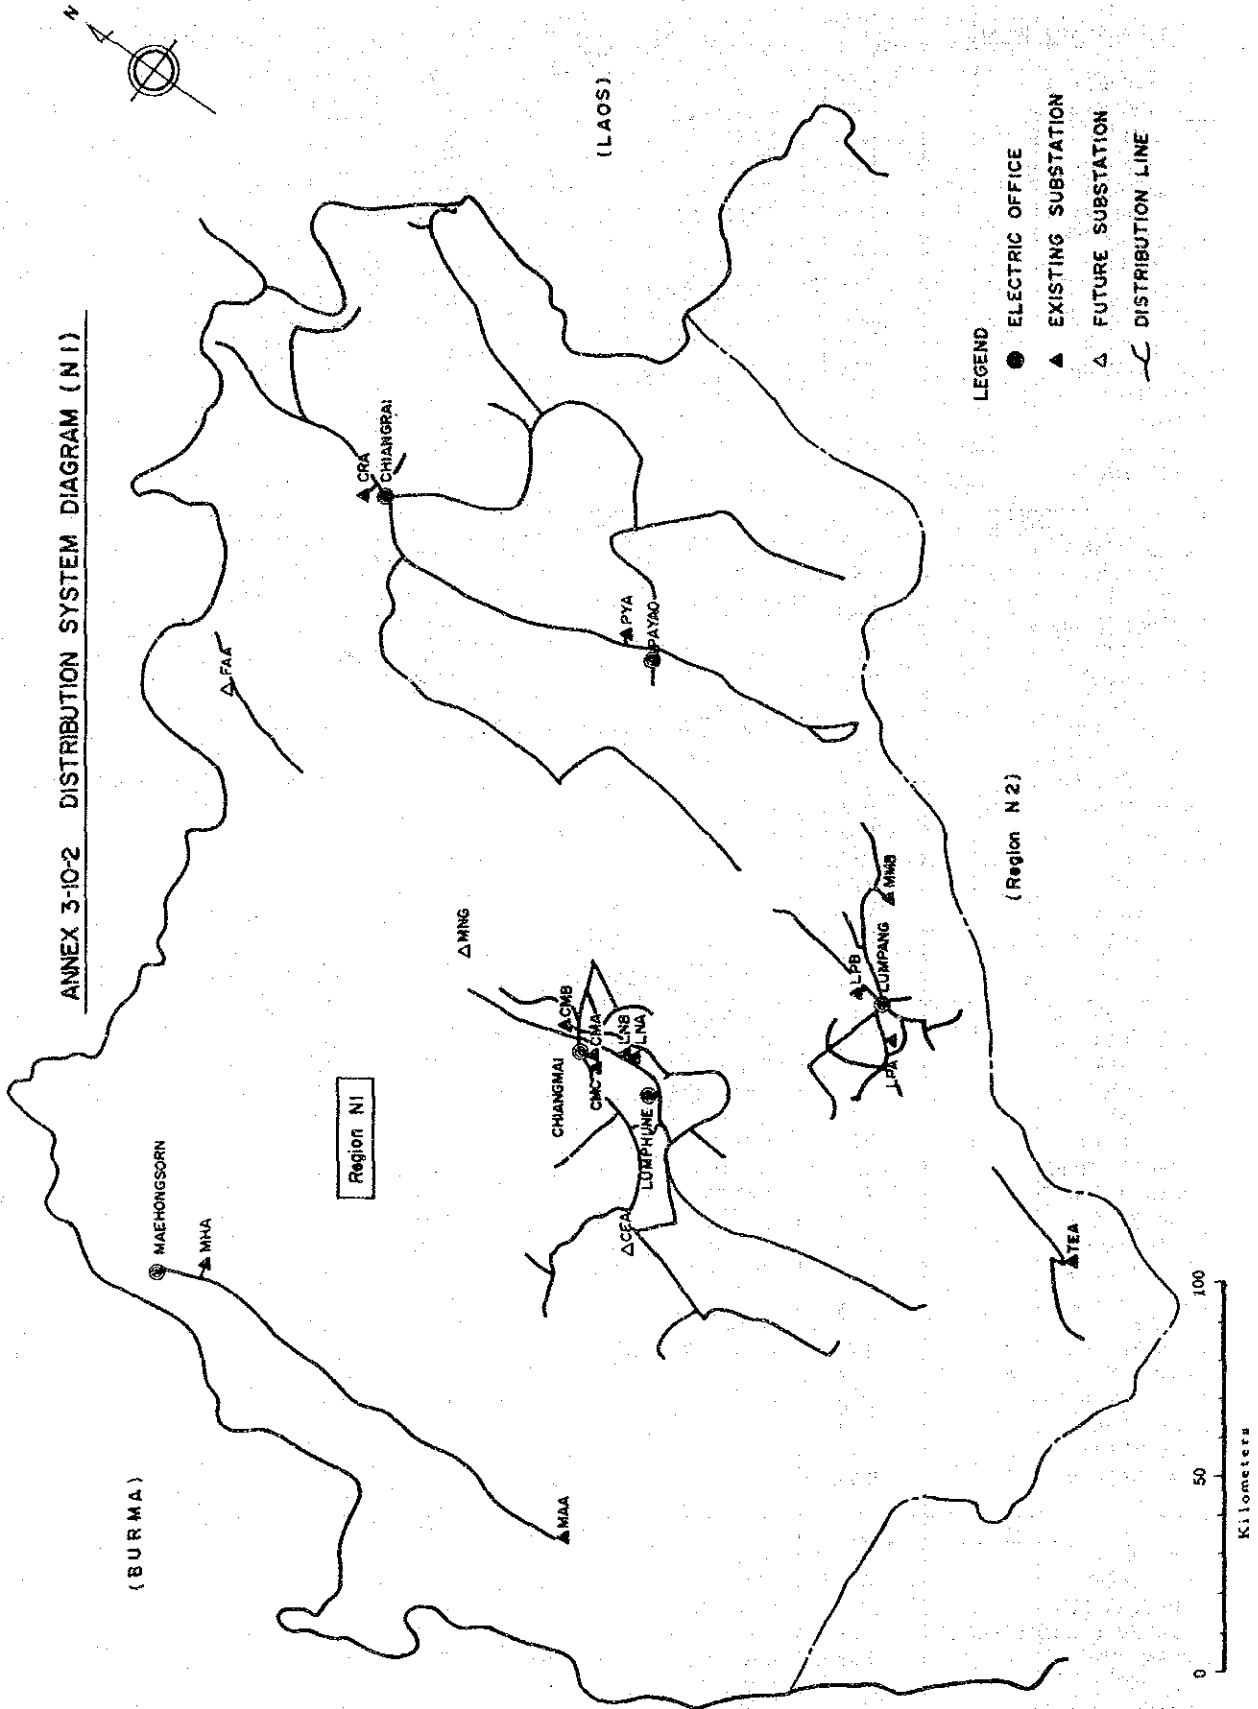 ANNEX 3-10-2 DISTRIBUTION SYSTEM DIAGRAM (N1)
N
(BURMA)
(LAOS)
Region N1
(Region N2)
MAEHONGSORN
MHA
MAA
FAA
CRA
CHIANGRAI
PYA
PAYAO
MNG
CMB
CHIANGMAI
CMA
CMC
LNB
LNA
LUMPHUNE
CEA
LPB
LUMPANG
LPA
MMB
TEA
LEGEND
ELECTRIC OFFICE
EXISTING SUBSTATION
FUTURE SUBSTATION
DISTRIBUTION LINE
0 50 100
Kilometers